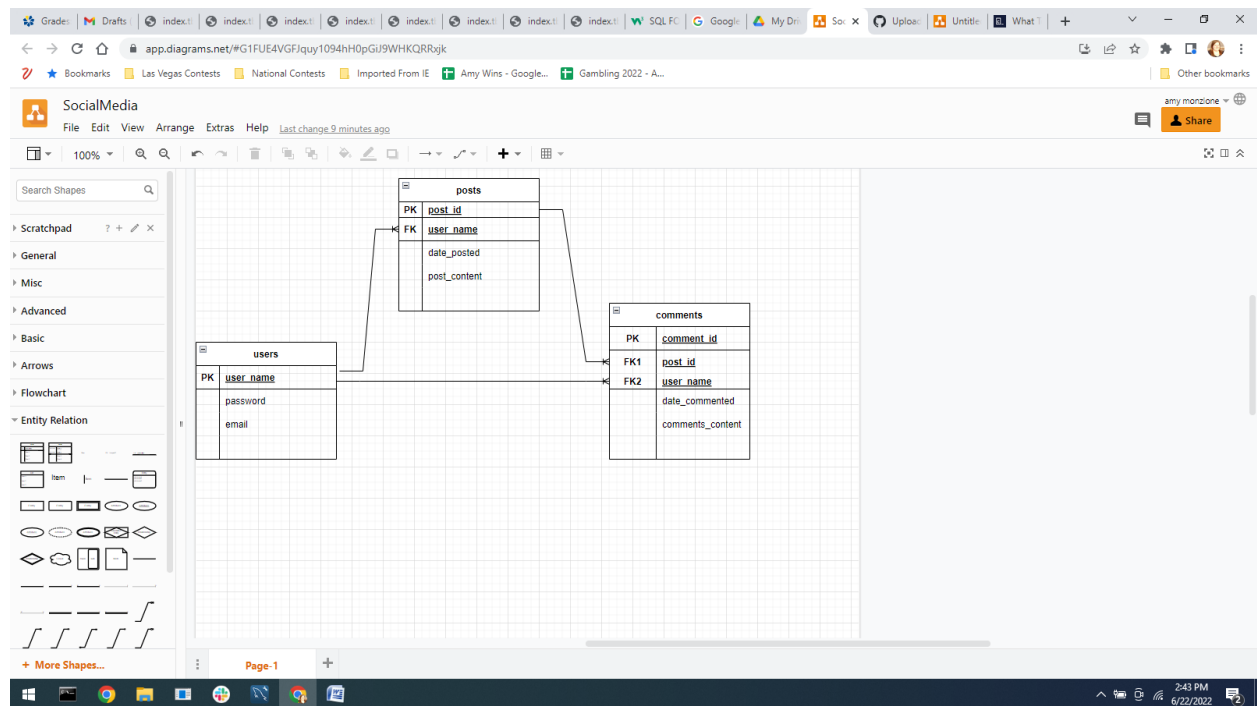 Grades
Drafts
index.t
index.t
index.t
index.t
index.t
index.t
index.t
index.t
SQL FO
Google
My Dri
Soc
Uploa
Untitle
What T
app.diagrams.net/#G1FUE4VGFJquy1094hH0pGiJ9WHKQRRxjk
Bookmarks
Las Vegas Contests
National Contests
Imported From IE
Amy Wins - Google...
Gambling 2022 - A...
Other bookmarks
SocialMedia
amy monzione
File Edit View Arrange Extras Help Last change 9 minutes ago
Share
100%
Search Shapes
Scratchpad ? + ×
General
Misc
Advanced
Basic
Arrows
Flowchart
Entity Relation
Item
+ More Shapes...
posts
PK post_id
FK user_name
date_posted
post_content
comments
PK comment_id
FK1 post_id
FK2 user_name
date_commented
comments_content
users
PK user_name
password
email
Page-1
2:43 PM
6/22/2022
2